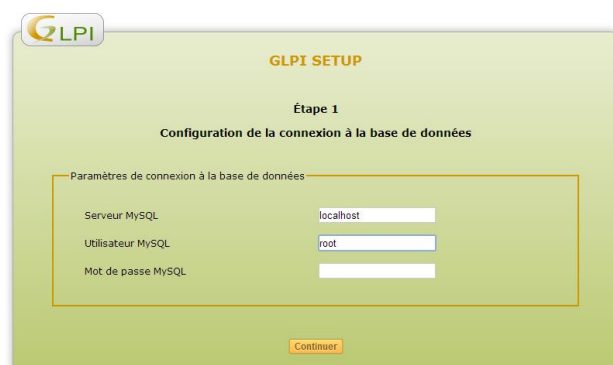 GLPI
GLPI SETUP
Étape 1
Configuration de la connexion à la base de données
Paramètres de connexion à la base de données
Serveur MySQL localhost
Utilisateur MySQL root
Mot de passe MySQL
Continuer